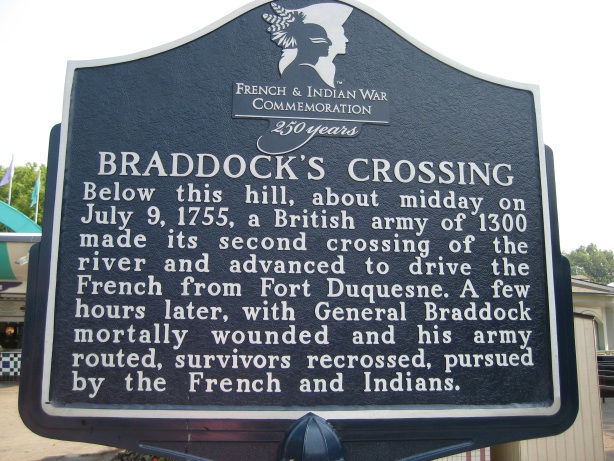 FRENCH & INDIAN WAR
COMMEMORATION
250 years
BRADDOCK'S CROSSING
Below this hill, about midday on
July 9, 1755, a British army of 1300
made its second crossing of the
river and advanced to drive the
French from Fort Duquesne. A few
hours later, with General Braddock
mortally wounded and his army
routed, survivors recrossed, pursued
by the French and Indians.